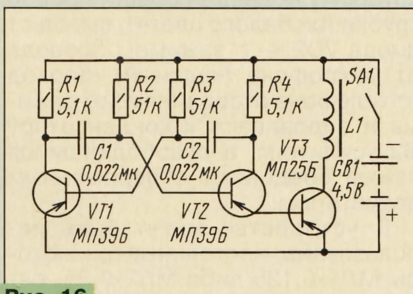 R1
5,1к
R2
51к
R3
51к
R4
5,1к
SA1
L1
C1
0,022мк
C2
0,022мк
VT3
МП25Б
GB1
4,5В
−
+
VT1
МП39Б
VT2
МП39Б